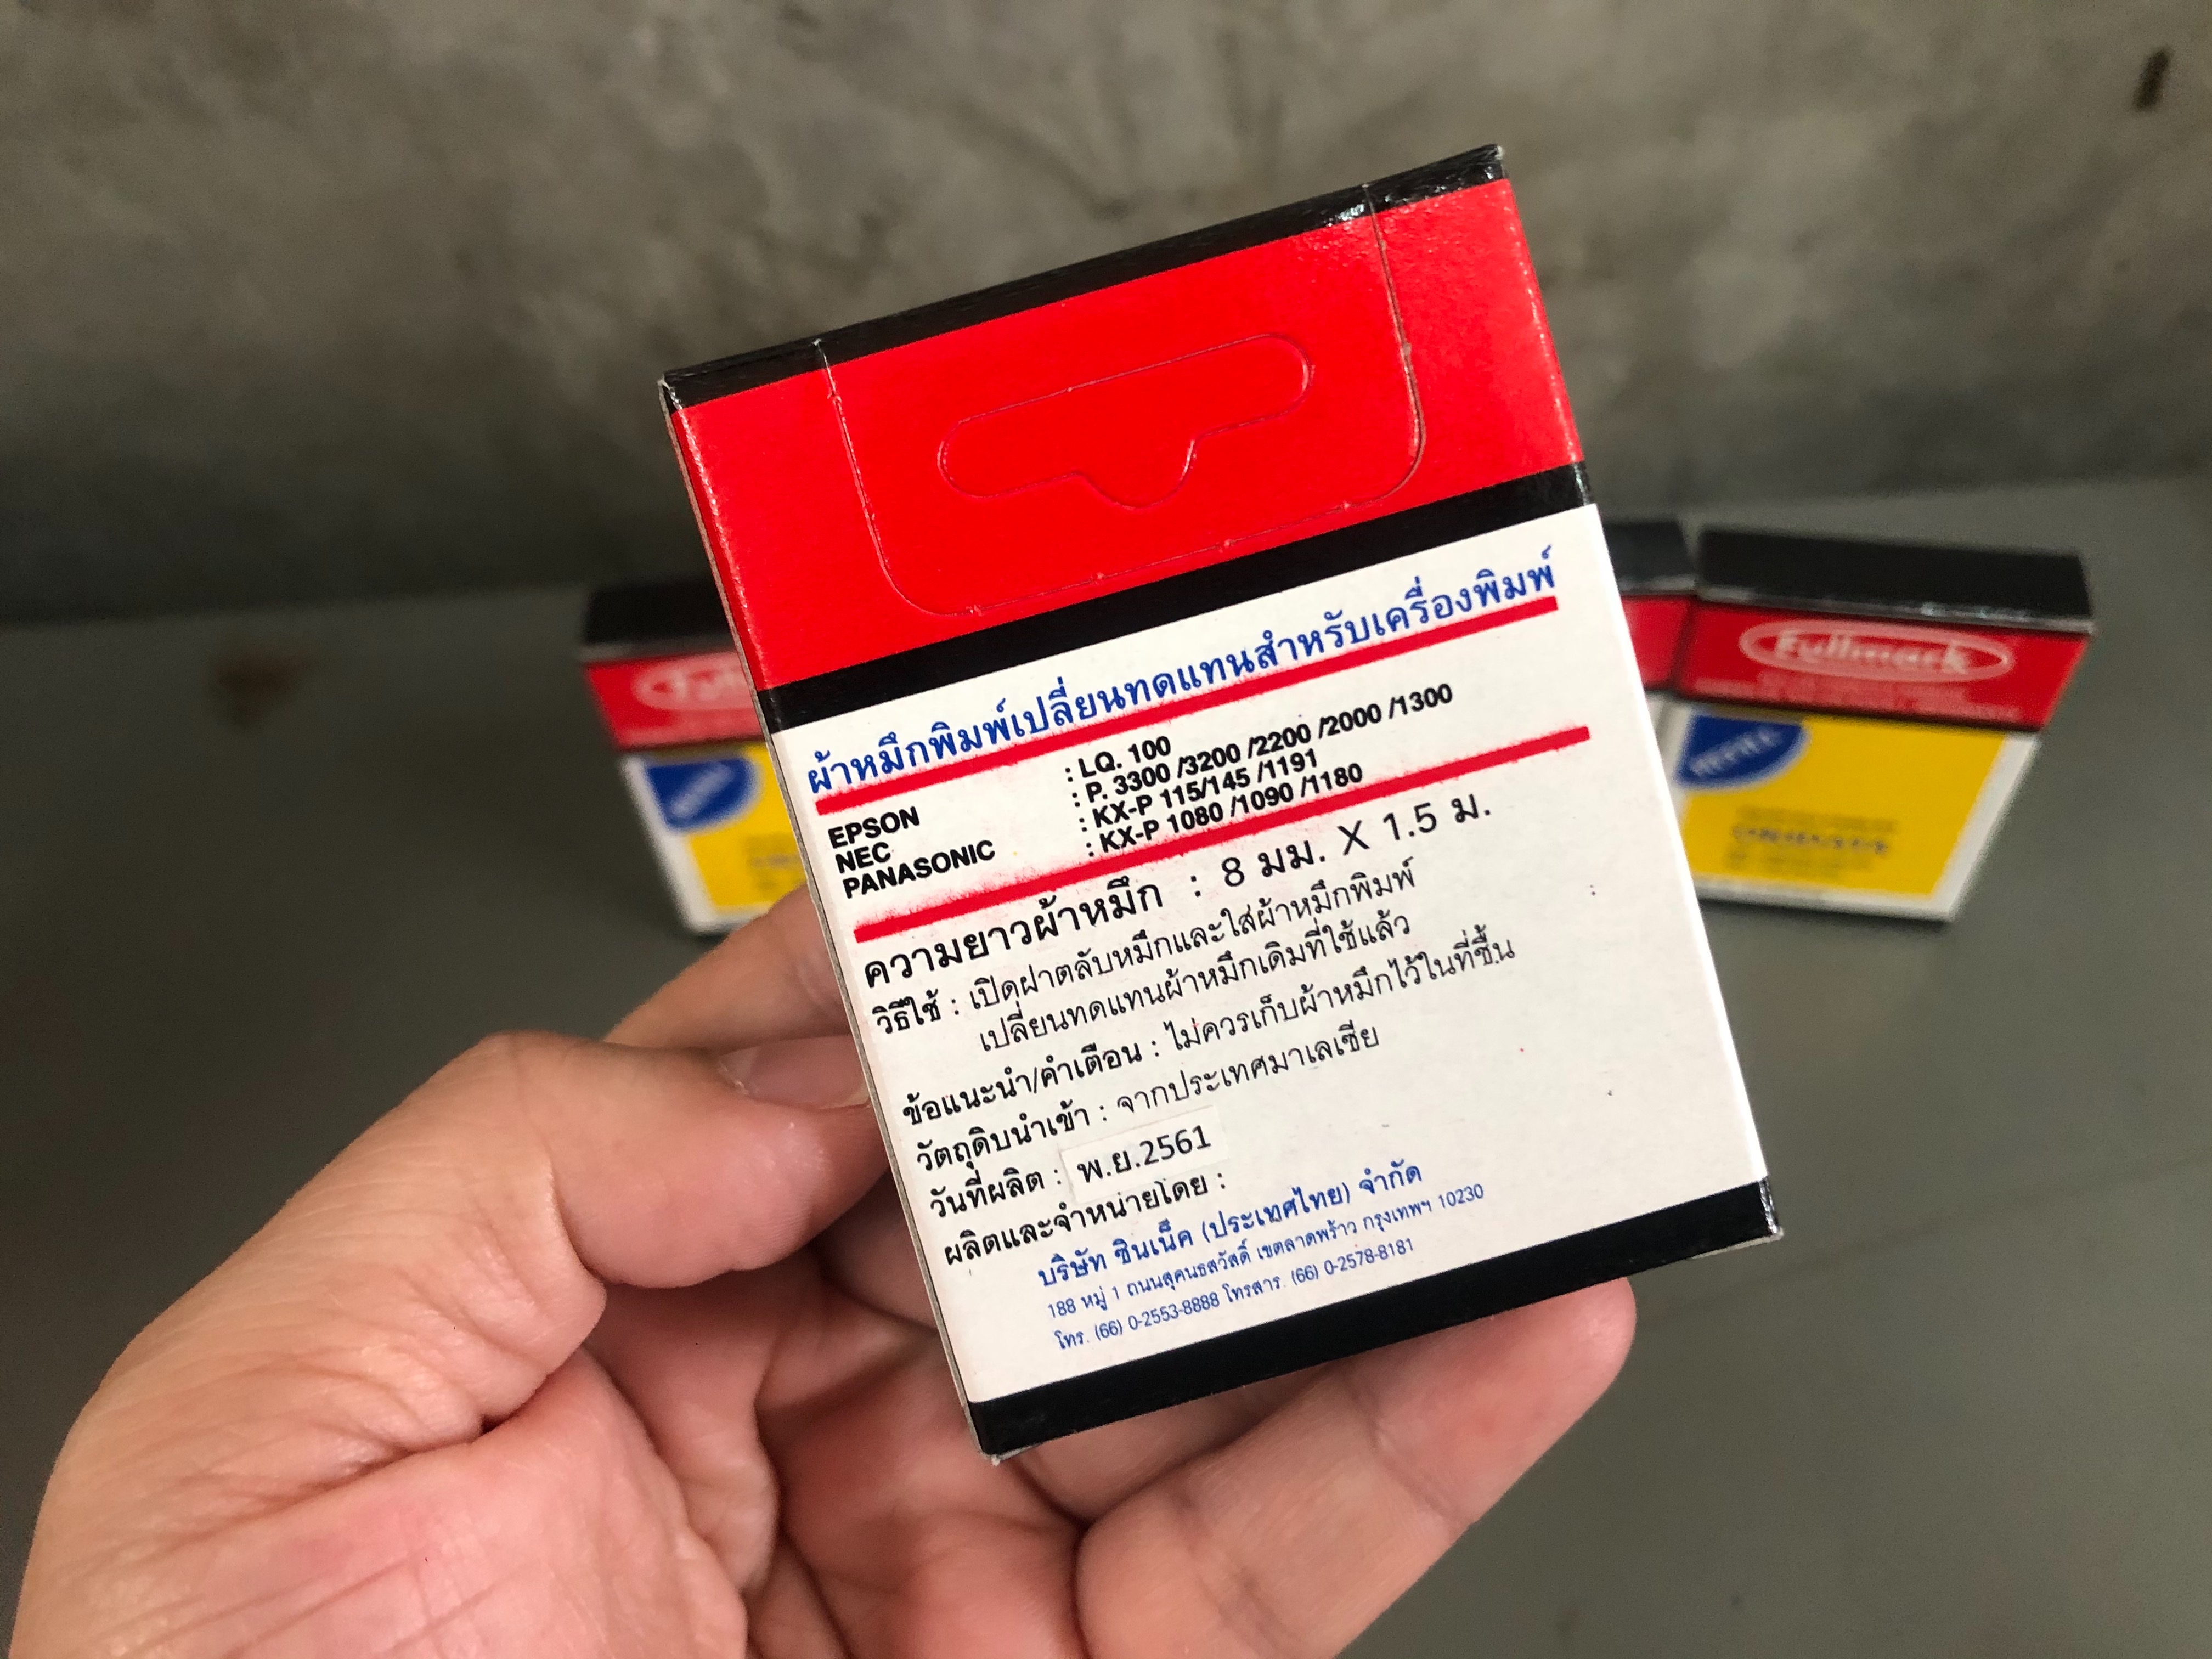 ผ้าหมึกพิมพ์เปลี่ยนทดแทนสำหรับเครื่องพิมพ์
EPSON : LQ. 100
NEC : P. 3300 /3200 /2200 /2000 /1300
PANASONIC : KX-P 115/145 /1191
: KX-P 1080 /1090 /1180
ความยาวผ้าหมึก : 8 มม. X 1.5 ม.
วิธีใช้ : เปิดฝาตลับหมึกและใส่ผ้าหมึกพิมพ์
เปลี่ยนทดแทนผ้าหมึกเดิมที่ใช้แล้ว
ข้อแนะนำ/คำเตือน : ไม่ควรเก็บผ้าหมึกไว้ในที่ชื้น
วัตถุดิบนำเข้า : จากประเทศมาเลเซีย
วันที่ผลิต : พ.ย.2561
ผลิตและจำหน่ายโดย :
บริษัท ซินเน็ค (ประเทศไทย) จำกัด
188 หมู่ 1 ถนนสุคนธสวัสดิ์ เขตลาดพร้าว กรุงเทพฯ 10230
โทร. (66) 0-2553-8888 โทรสาร. (66) 0-2578-8181
Fullmark
REFILL